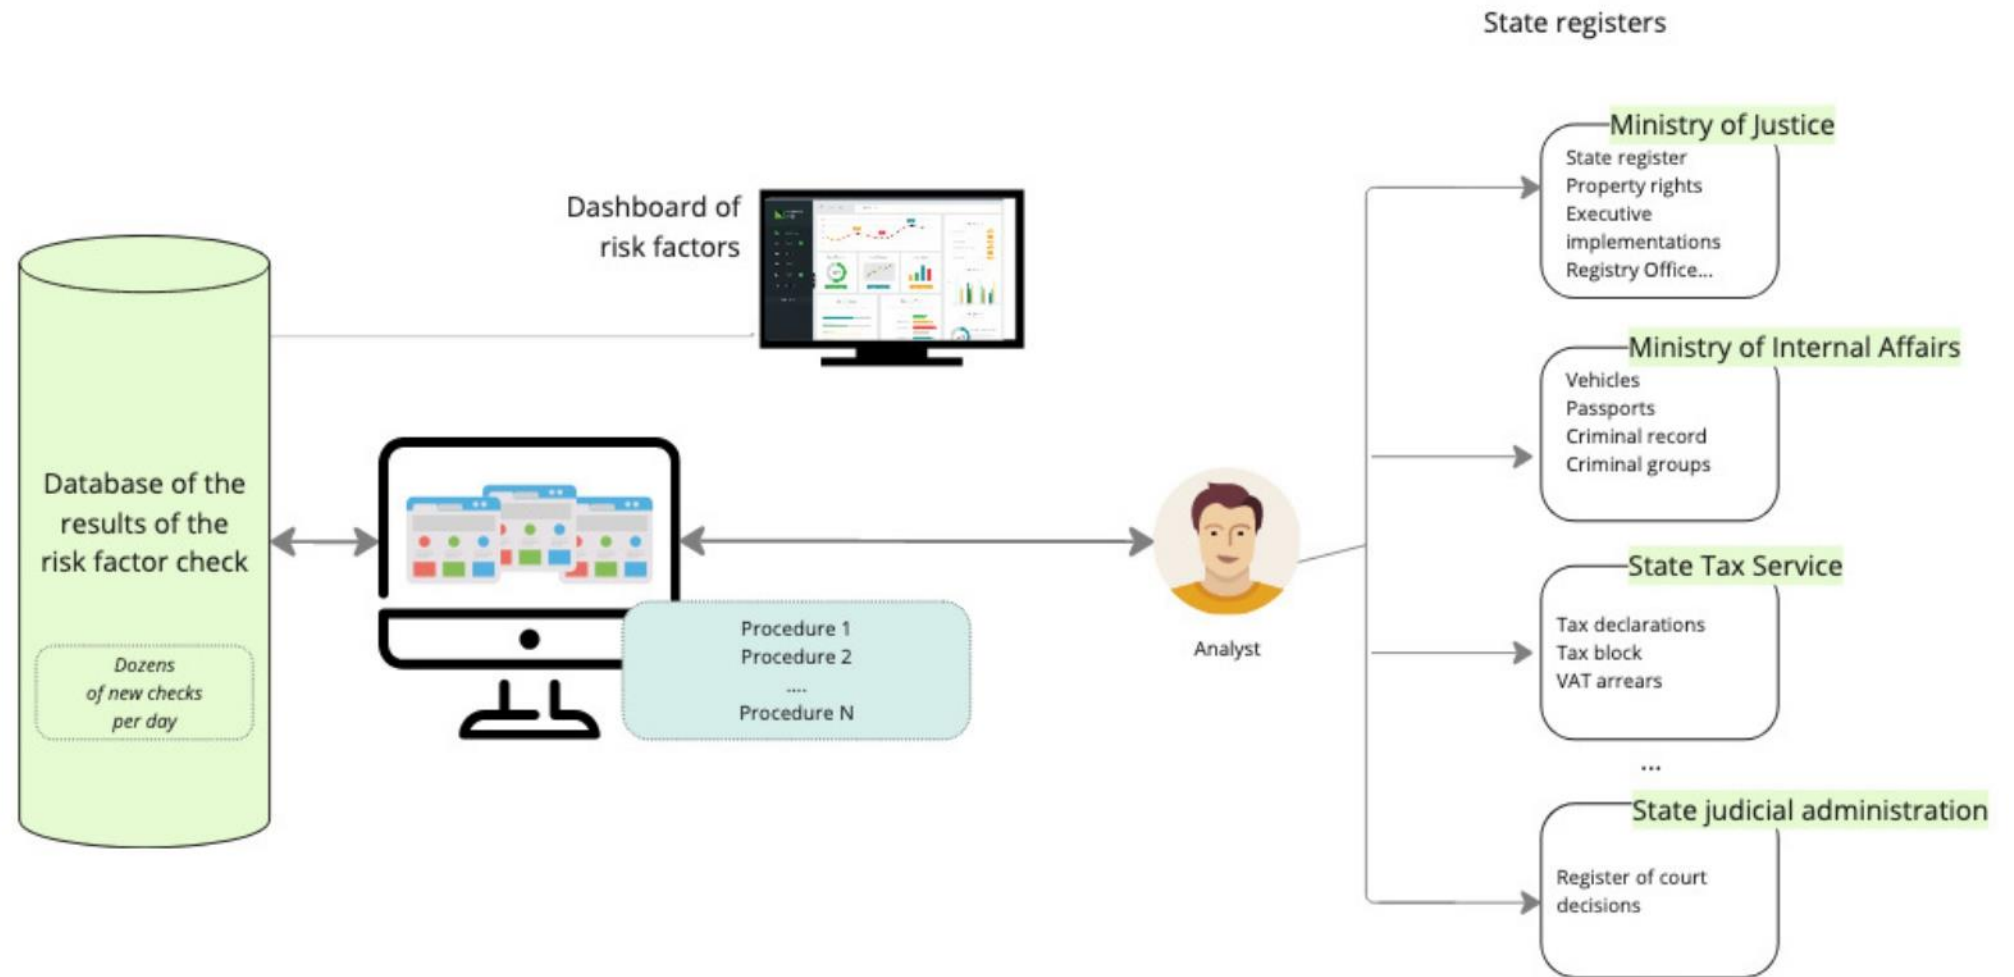 State registers
Dashboard of
risk factors
Database of the
results of the
risk factor check
Dozens
of new checks
per day
Procedure 1
Procedure 2
....
Procedure N
Analyst
Ministry of Justice
State register
Property rights
Executive
implementations
Registry Office...
Ministry of Internal Affairs
Vehicles
Passports
Criminal record
Criminal groups
State Tax Service
Tax declarations
Tax block
VAT arrears
...
State judicial administration
Register of court
decisions